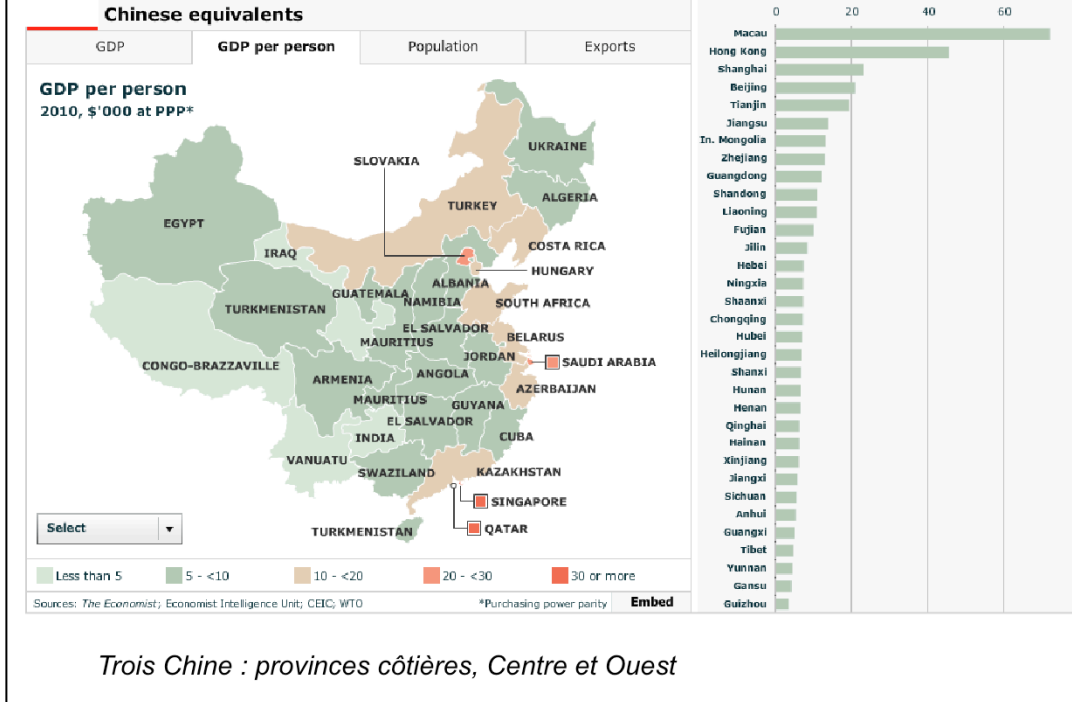 Chinese equivalents
GDP
GDP per person
Population
Exports
GDP per person
2010, $'000 at PPP*
UKRAINE
SLOVAKIA
ALGERIA
TURKEY
EGYPT
COSTA RICA
IRAQ
HUNGARY
ALBANIA
GUATEMALA
NAMIBIA
SOUTH AFRICA
TURKMENISTAN
EL SALVADOR
BELARUS
MAURITIUS
JORDAN
SAUDI ARABIA
CONGO-BRAZZAVILLE
ANGOLA
ARMENIA
AZERBAIJAN
MAURITIUS
GUYANA
EL SALVADOR
CUBA
INDIA
VANUATU
SWAZILAND
KAZAKHSTAN
SINGAPORE
QATAR
TURKMENISTAN
Select
Less than 5
5 - <10
10 - <20
20 - <30
30 or more
Sources: The Economist; Economist Intelligence Unit; CEIC; WTO
*Purchasing power parity
Embed
0 20 40 60
Macau
Hong Kong
Shanghai
Beijing
Tianjin
Jiangsu
In. Mongolia
Zhejiang
Guangdong
Shandong
Liaoning
Fujian
Jilin
Hebei
Ningxia
Shaanxi
Chongqing
Hubei
Heilongjiang
Shanxi
Hunan
Henan
Qinghai
Hainan
Xinjiang
Jiangxi
Sichuan
Anhui
Guangxi
Tibet
Yunnan
Gansu
Guizhou
Trois Chine : provinces côtières, Centre et Ouest